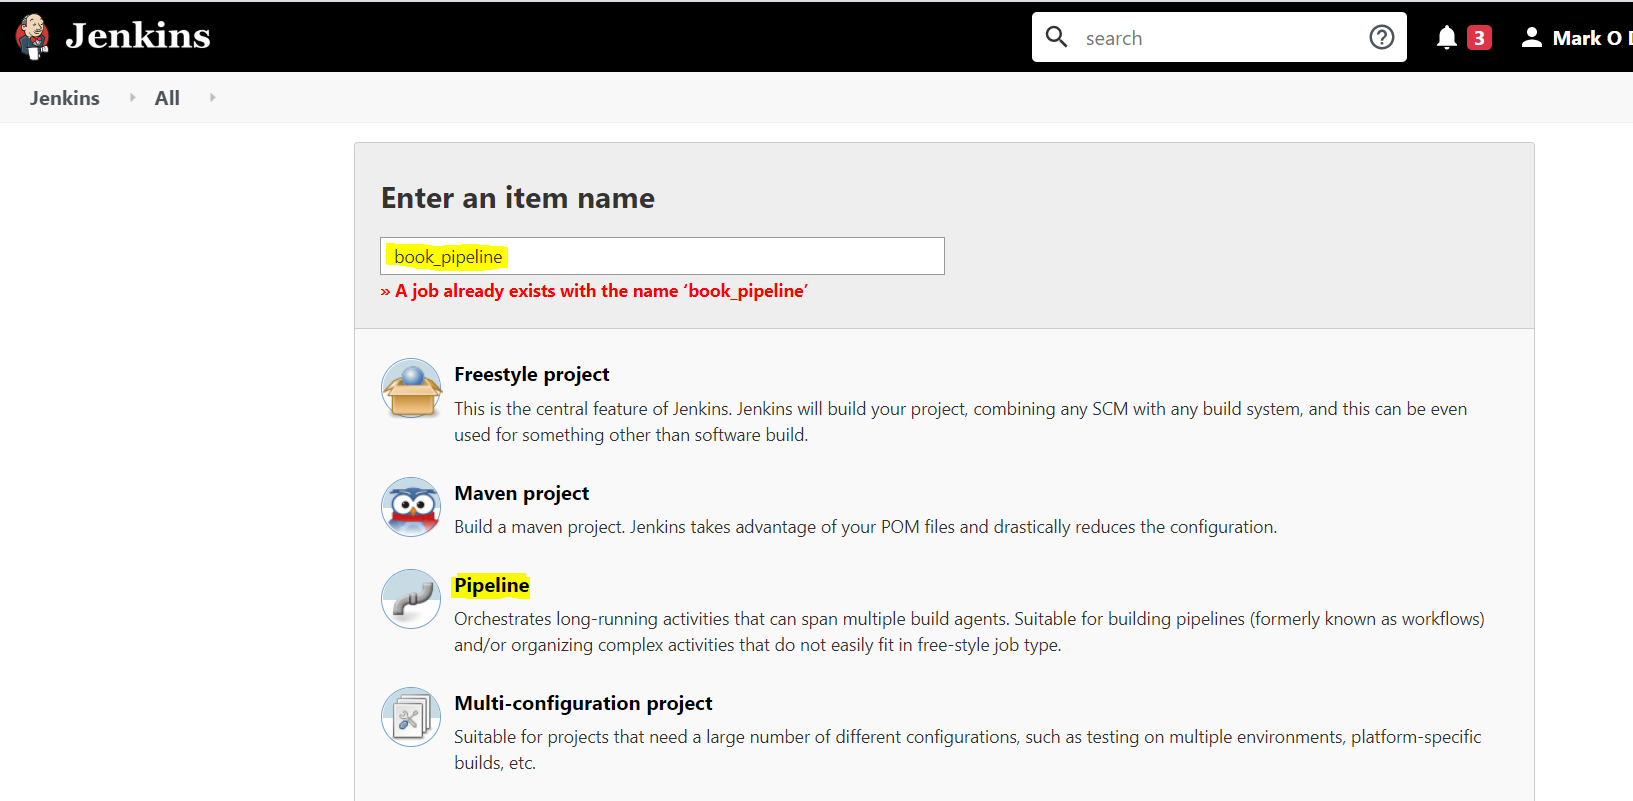 Jenkins
search
3
Mark O
Jenkins
All
Enter an item name
book_pipeline
» A job already exists with the name ‘book_pipeline’
Freestyle project
This is the central feature of Jenkins. Jenkins will build your project, combining any SCM with any build system, and this can be even
used for something other than software build.
Maven project
Build a maven project. Jenkins takes advantage of your POM files and drastically reduces the configuration.
Pipeline
Orchestrates long-running activities that can span multiple build agents. Suitable for building pipelines (formerly known as workflows)
and/or organizing complex activities that do not easily fit in free-style job type.
Multi-configuration project
Suitable for projects that need a large number of different configurations, such as testing on multiple environments, platform-specific
builds, etc.